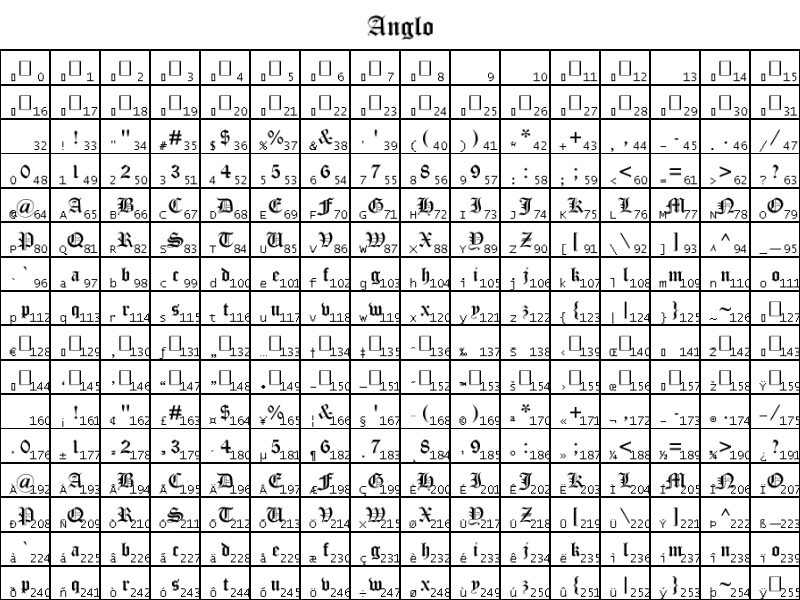 Anglo
0 1 2 3 4 5 6 7 8 9 10 11 12 13 14 15
16 17 18 19 20 21 22 23 24 25 26 27 28 29 30 31
32 ! ! 33 " " 34 # # 35 $ $ 36 % % 37 & & 38 ' ' 39 ( ( 40 ) ) 41 * * 42 + + 43 , , 44 - - 45 . . 46 / / 47
0 0 48 1 1 49 2 2 50 3 3 51 4 4 52 5 5 53 6 6 54 7 7 55 8 8 56 9 9 57 : : 58 ; ; 59 < < 60 = = 61 > > 62 ? ? 63
@ @ 64 A A 65 B B 66 C C 67 D D 68 E E 69 F F 70 G G 71 H H 72 I I 73 J J 74 K K 75 L L 76 M M 77 N N 78 O O 79
P P 80 Q Q 81 R R 82 S S 83 T T 84 U U 85 V V 86 W W 87 X X 88 Y Y 89 Z Z 90 [ [ 91 \ \ 92 ] ] 93 ^ ^ 94 _ _ 95
` ` 96 a a 97 b b 98 c c 99 d d 100 e e 101 f f 102 g g 103 h h 104 i i 105 j j 106 k k 107 l l 108 m m 109 n n 110 o o 111
p p 112 q q 113 r r 114 s s 115 t t 116 u u 117 v v 118 w w 119 x x 120 y y 121 z z 122 { { 123 | | 124 } } 125 ~ ~ 126 127
€ 128 129 ‚ 130 ƒ 131 „ 132 … 133 † 134 ‡ 135 ˆ 136 ‰ 137 Š 138 ‹ 139 Œ 140 141 Ž 142 143
144 ‘ 145 ’ 146 “ 147 ” 148 • 149 – 150 — 151 ˜ 152 ™ 153 š 154 › 155 œ 156 157 ž 158 Ÿ 159
160 ¡ ! 161 ¢ " 162 £ # 163 ¤ $ 164 ¥ % 165 ¦ & 166 § ' 167 ¨ ( 168 © ) 169 ª * 170 « + 171 ¬ , 172 - - 173 ® . 174 ¯ / 175
° 0 176 ± 1 177 ² 2 178 ³ 3 179 ´ 4 180 µ 5 181 ¶ 6 182 · 7 183 ¸ 8 184 ¹ 9 185 º : 186 » ; 187 ¼ < 188 ½ = 189 ¾ > 190 ¿ ? 191
À @ 192 Á A 193 Â B 194 Ã C 195 Ä D 196 Å E 197 Æ F 198 Ç G 199 È H 200 É I 201 Ê J 202 Ë K 203 Ì L 204 Í M 205 Î N 206 Ï O 207
Ð P 208 Ñ Q 209 Ò R 210 Ó S 211 Ô T 212 Õ U 213 Ö V 214 × W 215 Ø X 216 Ù Y 217 Ú Z 218 Û [ 219 Ü \ 220 Ý ] 221 Þ ^ 222 ß _ 223
à ` 224 á a 225 â b 226 ã c 227 ä d 228 å e 229 æ f 230 ç g 231 è h 232 é i 233 ê j 234 ë k 235 ì l 236 í m 237 î n 238 ï o 239
ð p 240 ñ q 241 ò r 242 ó s 243 ô t 244 õ u 245 ö v 246 ÷ w 247 ø x 248 ù y 249 ú z 250 û { 251 ü | 252 ý } 253 þ ~ 254 ÿ 255